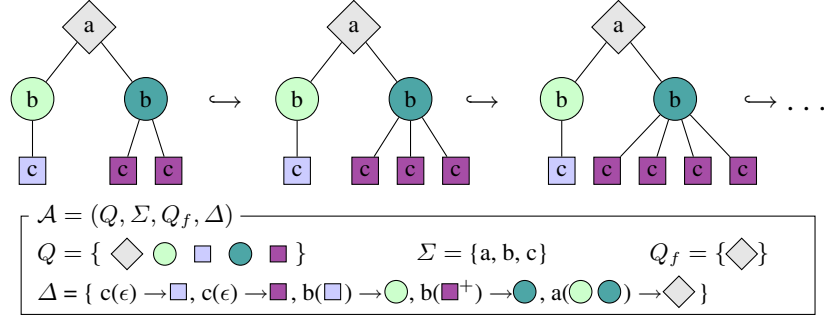 a a a
b b ↪ b b ↪ b b ↪ . . .
c c c c c c c c c c c c
𝒜 = (Q, Σ, Q_f, Δ)
Q = { } Σ = {a, b, c} Q_f = { }
Δ = { c(ϵ) → , c(ϵ) → , b( ) → , b( ⁺) → , a( ) → }